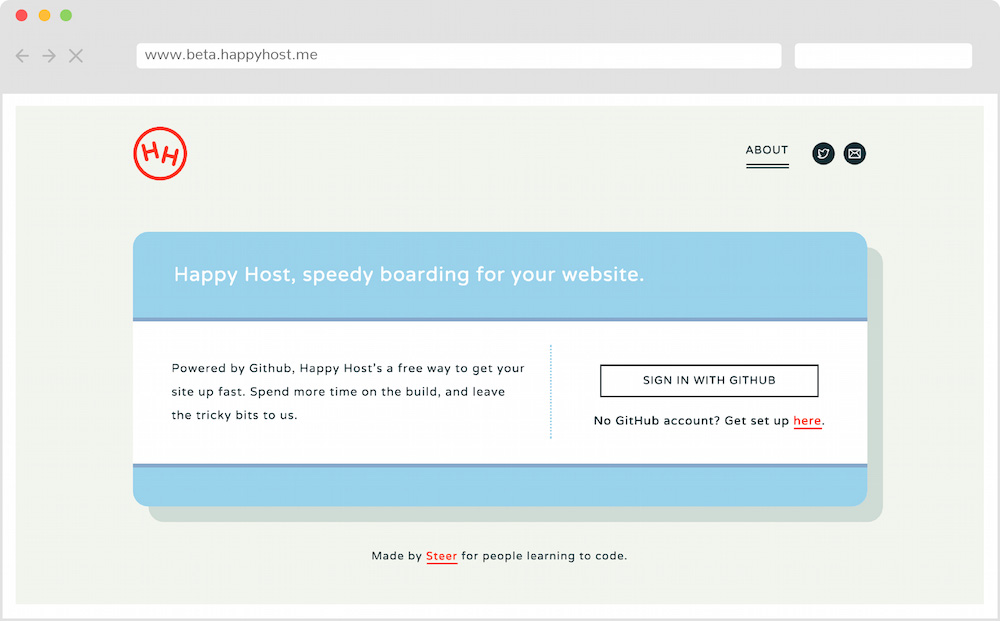 www.beta.happyhost.me
HH
ABOUT
Happy Host, speedy boarding for your website.
Powered by Github, Happy Host's a free way to get your
site up fast. Spend more time on the build, and leave
the tricky bits to us.
SIGN IN WITH GITHUB
No GitHub account? Get set up here.
Made by Steer for people learning to code.